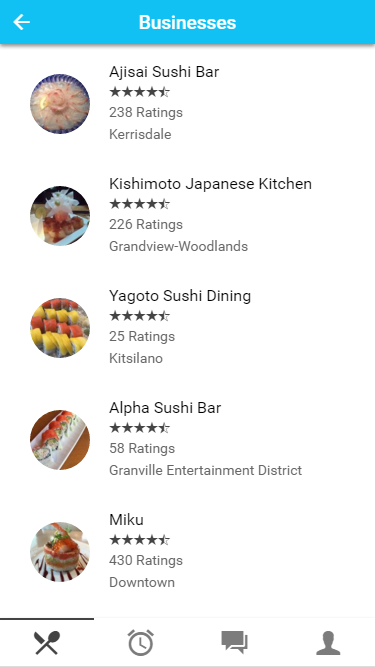 Businesses
Ajisai Sushi Bar
238 Ratings
Kerrisdale
Kishimoto Japanese Kitchen
226 Ratings
Grandview-Woodlands
Yagoto Sushi Dining
25 Ratings
Kitsilano
Alpha Sushi Bar
58 Ratings
Granville Entertainment District
Miku
430 Ratings
Downtown